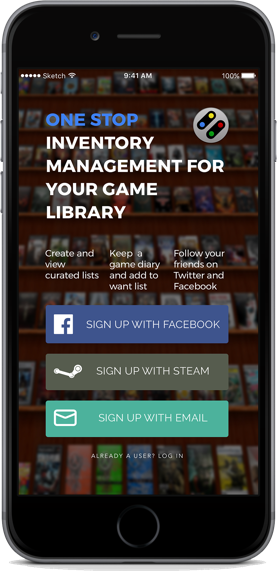 Sketch 9:41 AM 100%
ONE STOP
INVENTORY
MANAGEMENT FOR
YOUR GAME
LIBRARY
Create and
view
curated lists
Keep a
game diary
and add to
want list
Follow your
friends on
Twitter and
Facebook
SIGN UP WITH FACEBOOK
SIGN UP WITH STEAM
SIGN UP WITH EMAIL
ALREADY A USER? LOG IN